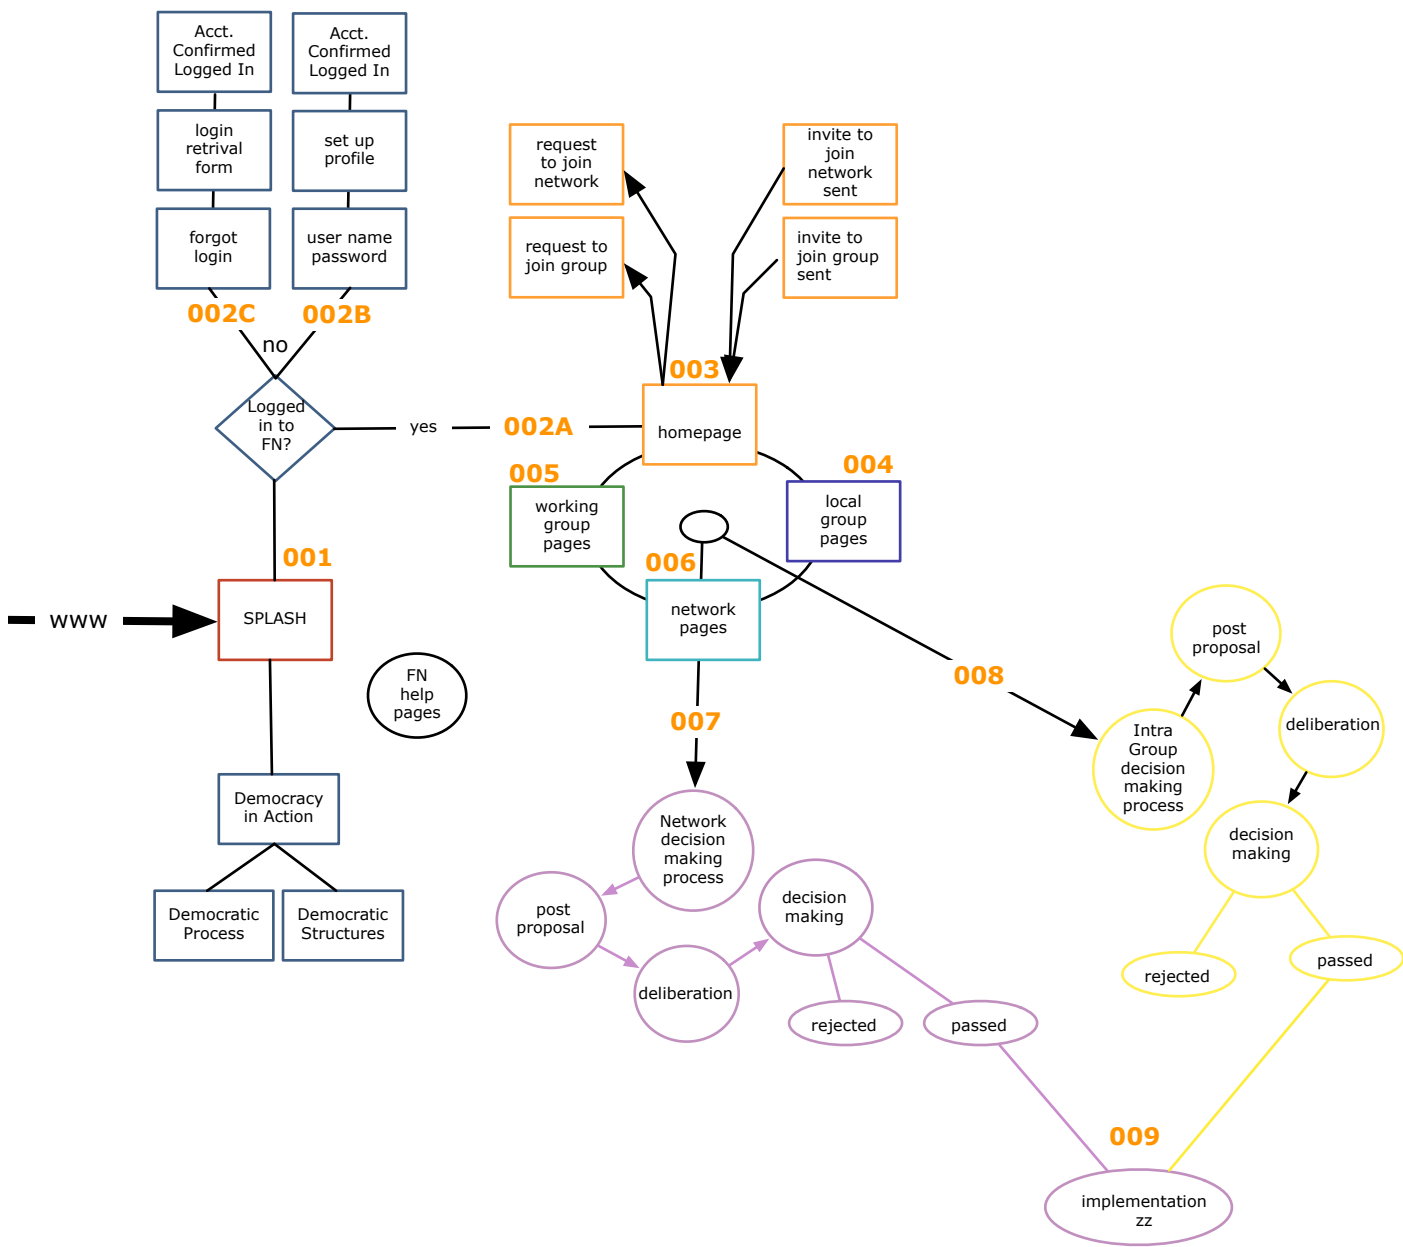 Acct.
Confirmed
Logged In
Acct.
Confirmed
Logged In
login
retrival
form
set up
profile
forgot
login
user name
password
002C
002B
no
Logged
in to
FN?
yes
002A
request
to join
network
request to
join group
invite to
join
network
sent
invite to
join group
sent
003
homepage
005
working
group
pages
004
local
group
pages
006
network
pages
001
SPLASH
www
FN
help
pages
Democracy
in Action
Democratic
Process
Democratic
Structures
007
Network
decision
making
process
post
proposal
deliberation
decision
making
rejected
passed
008
Intra
Group
decision
making
process
post
proposal
deliberation
decision
making
rejected
passed
009
implementation
zz